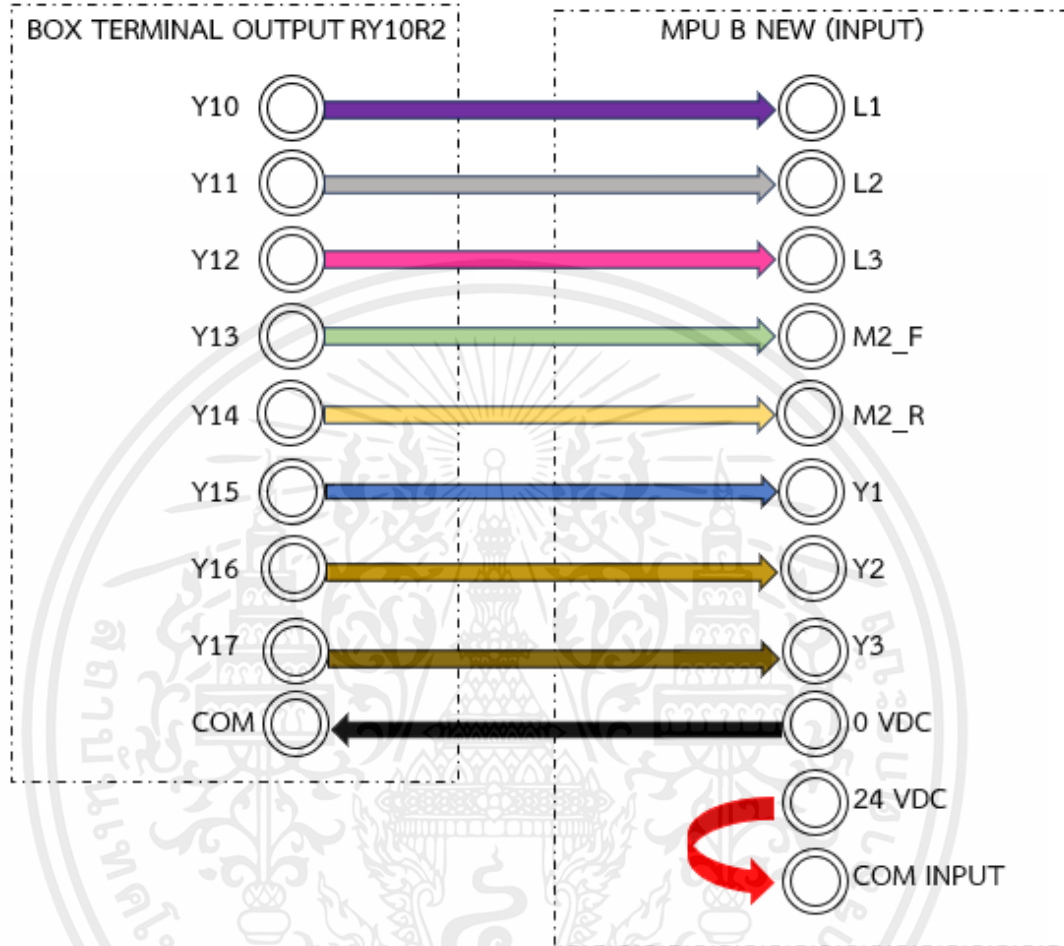 BOX TERMINAL OUTPUT RY10R2
MPU B NEW (INPUT)
Y10
L1
Y11
L2
Y12
L3
Y13
M2_F
Y14
M2_R
Y15
Y1
Y16
Y2
Y17
Y3
COM
0 VDC
24 VDC
COM INPUT